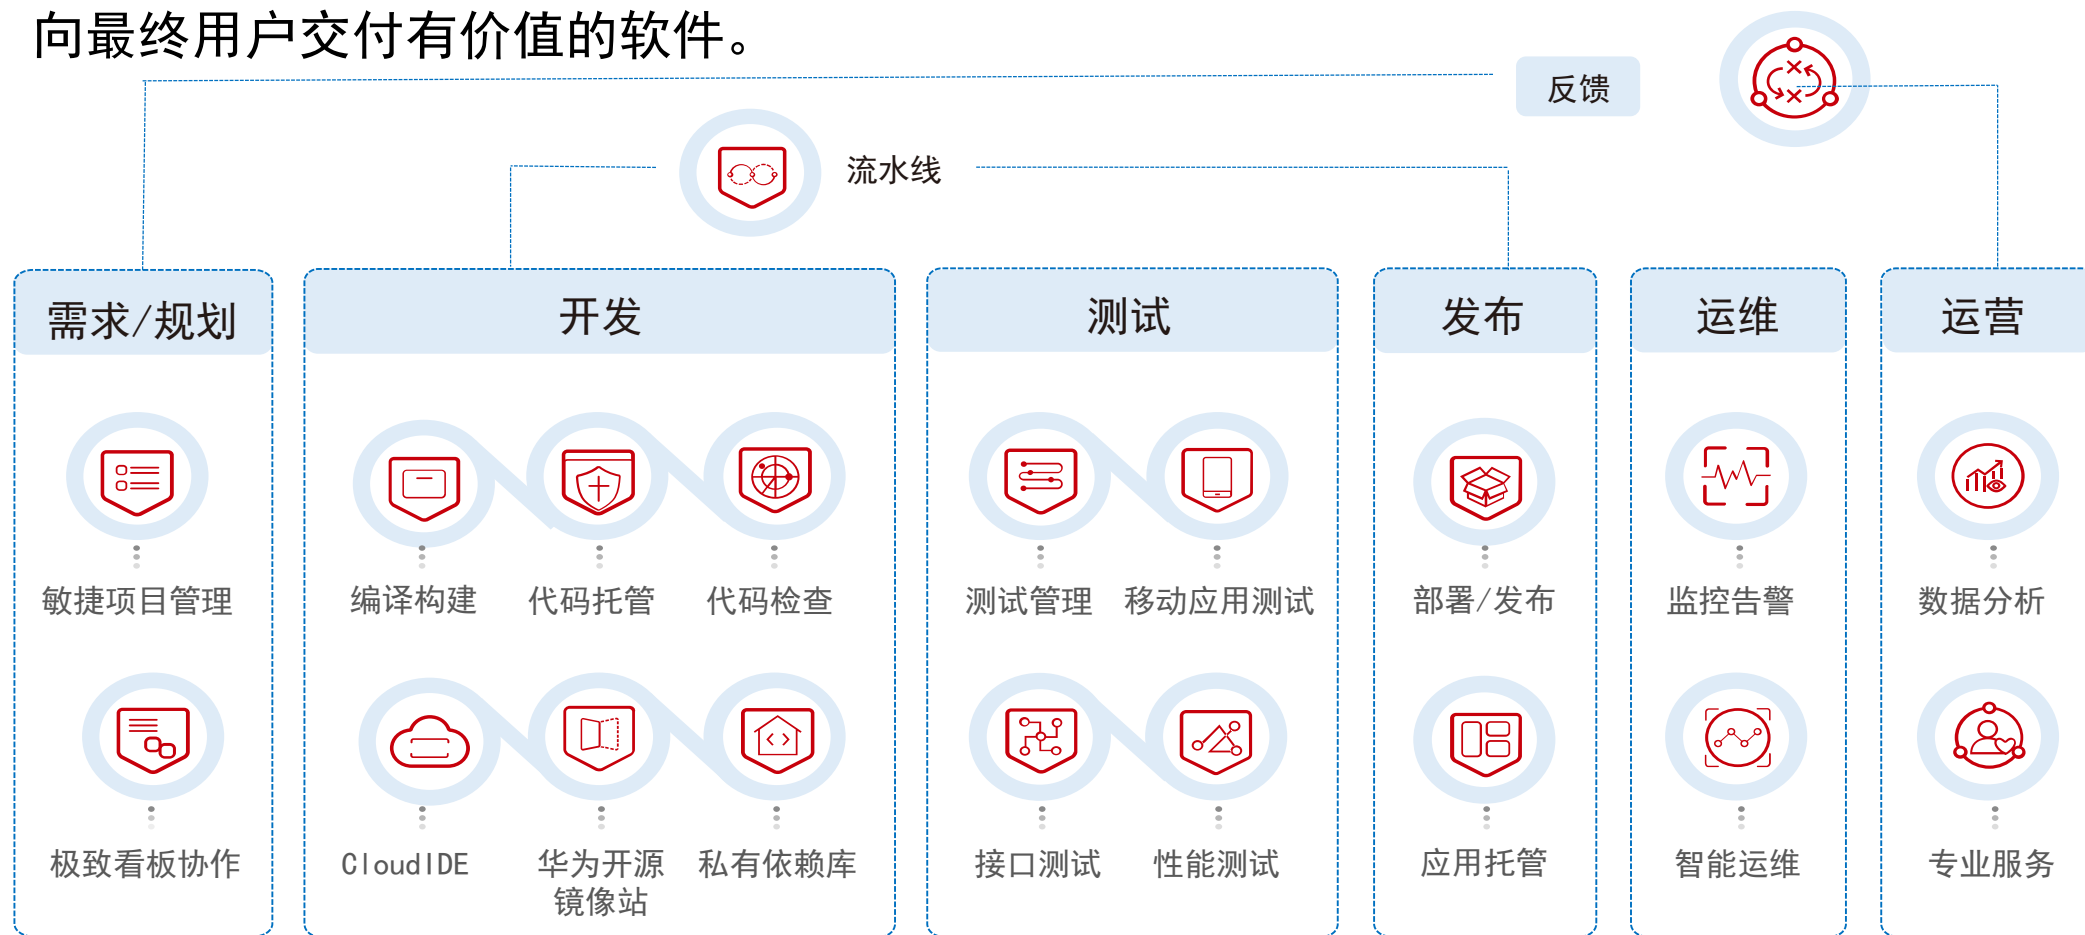 向最终用户交付有价值的软件。
反馈
流水线
需求/规划
开发
测试
发布
运维
运营
敏捷项目管理
编译构建
代码托管
代码检查
测试管理
移动应用测试
部署/发布
监控告警
数据分析
极致看板协作
CloudIDE
华为开源
镜像站
私有依赖库
接口测试
性能测试
应用托管
智能运维
专业服务